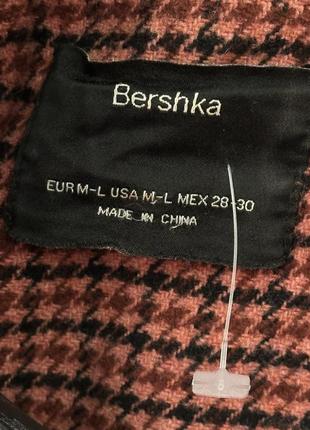 Bershka
EUR M-L USA M-L MEX 28-30
MADE IN CHINA